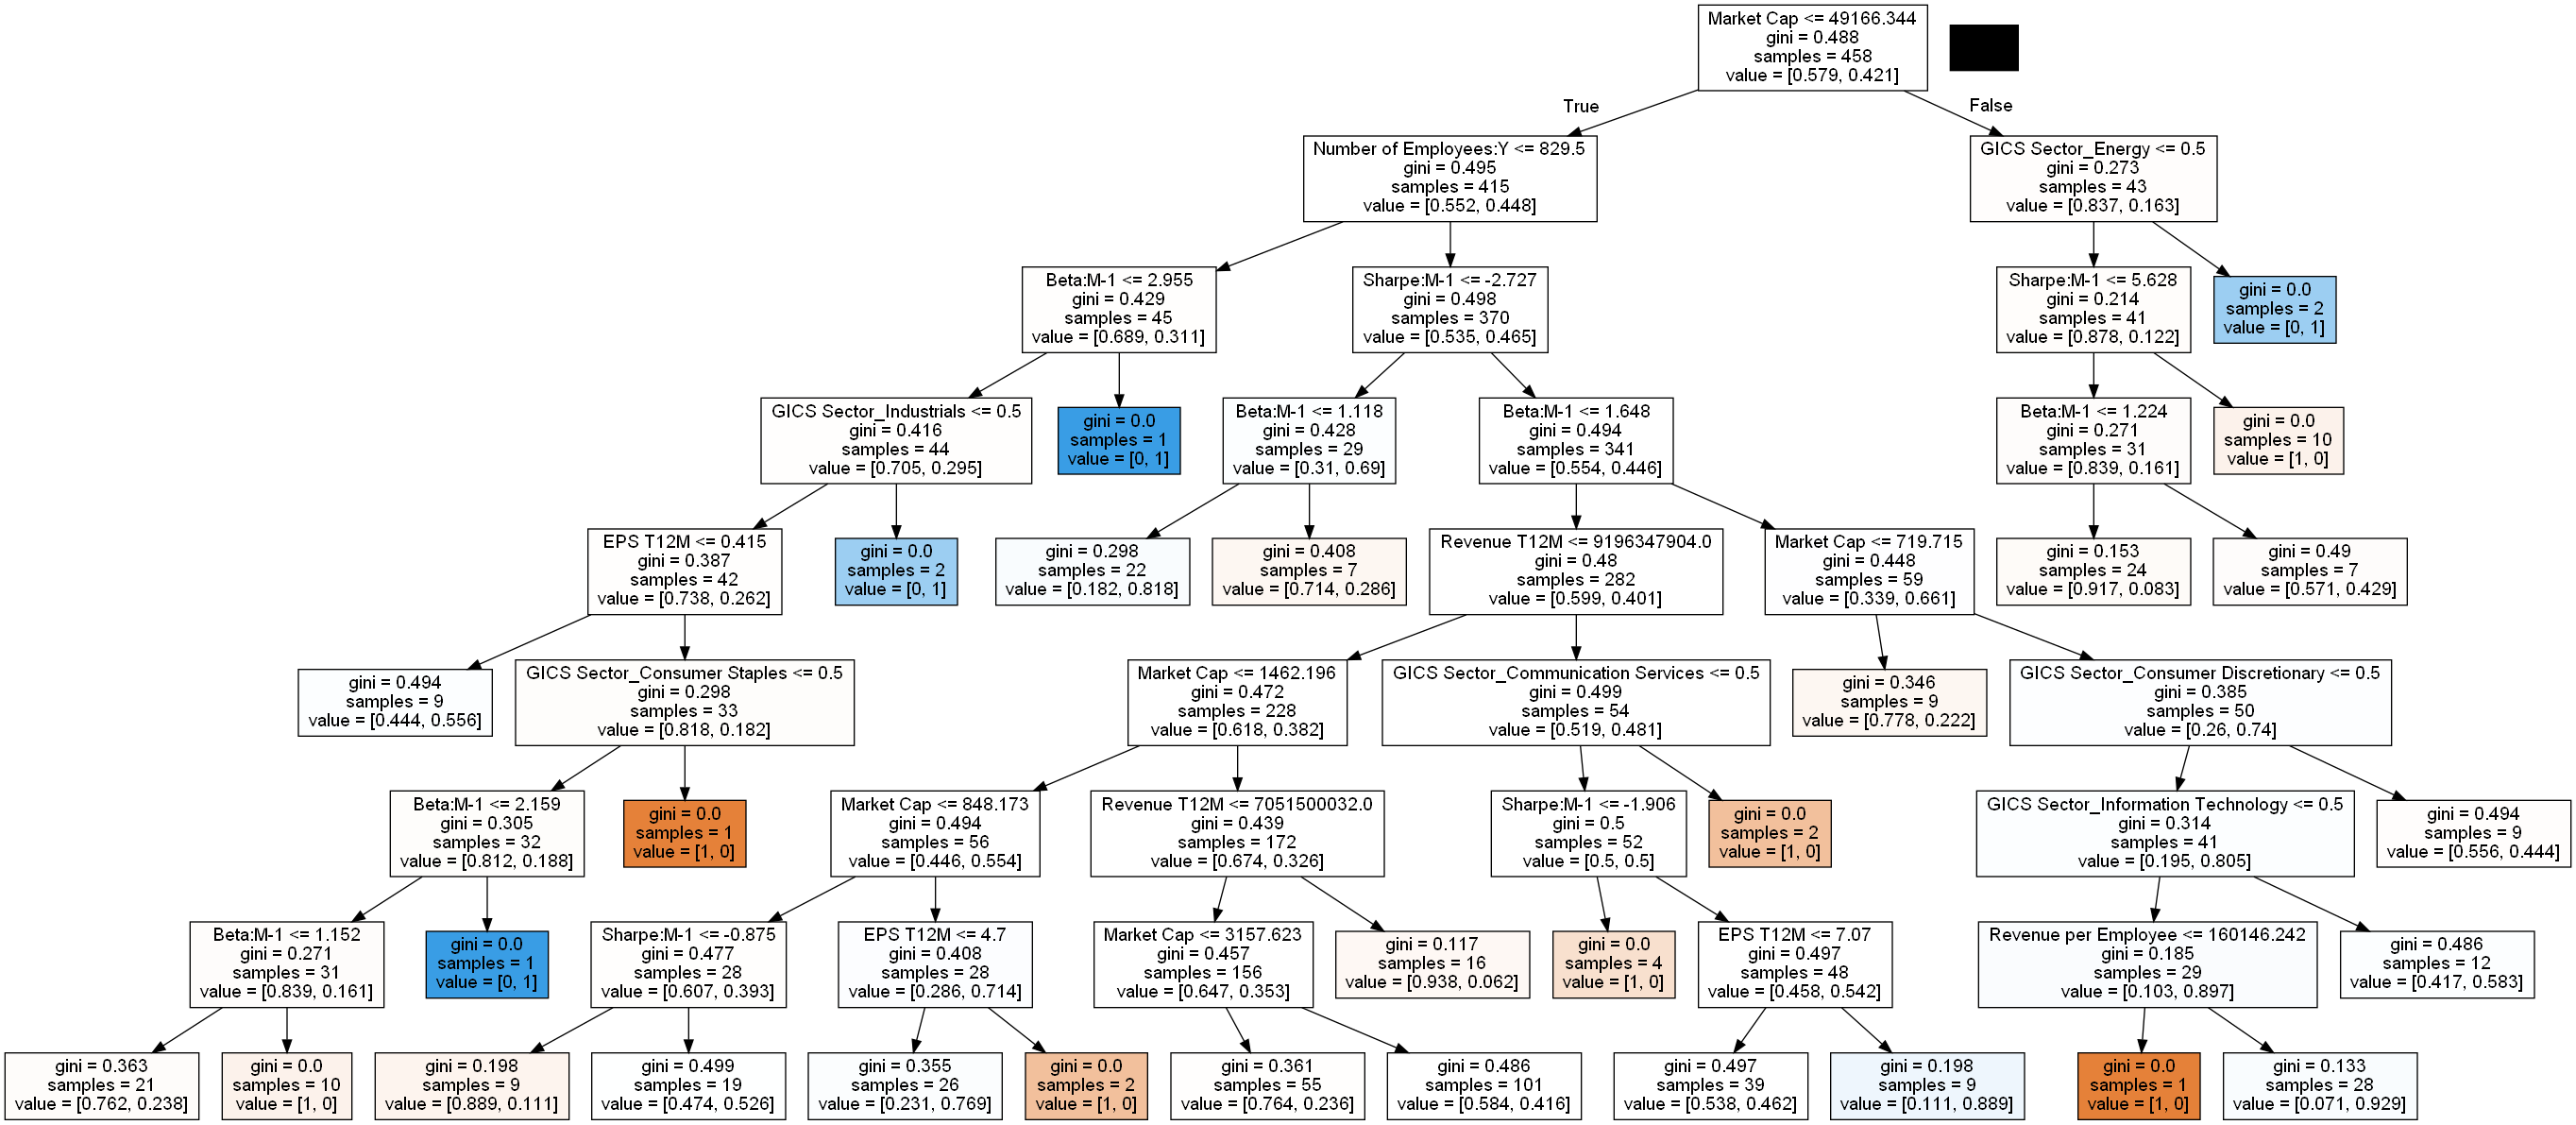 Market Cap <= 49166.344
gini = 0.488
samples = 458
value = [0.579, 0.421]
True
False
Number of Employees:Y <= 829.5
gini = 0.495
samples = 415
value = [0.552, 0.448]
GICS Sector_Energy <= 0.5
gini = 0.273
samples = 43
value = [0.837, 0.163]
Beta:M-1 <= 2.955
gini = 0.429
samples = 45
value = [0.689, 0.311]
Sharpe:M-1 <= -2.727
gini = 0.498
samples = 370
value = [0.535, 0.465]
Sharpe:M-1 <= 5.628
gini = 0.214
samples = 41
value = [0.878, 0.122]
gini = 0.0
samples = 2
value = [0, 1]
GICS Sector_Industrials <= 0.5
gini = 0.416
samples = 44
value = [0.705, 0.295]
gini = 0.0
samples = 1
value = [0, 1]
Beta:M-1 <= 1.118
gini = 0.428
samples = 29
value = [0.31, 0.69]
Beta:M-1 <= 1.648
gini = 0.494
samples = 341
value = [0.554, 0.446]
Beta:M-1 <= 1.224
gini = 0.271
samples = 31
value = [0.839, 0.161]
gini = 0.0
samples = 10
value = [1, 0]
EPS T12M <= 0.415
gini = 0.387
samples = 42
value = [0.738, 0.262]
gini = 0.0
samples = 2
value = [0, 1]
gini = 0.298
samples = 22
value = [0.182, 0.818]
gini = 0.408
samples = 7
value = [0.714, 0.286]
Revenue T12M <= 9196347904.0
gini = 0.48
samples = 282
value = [0.599, 0.401]
Market Cap <= 719.715
gini = 0.448
samples = 59
value = [0.339, 0.661]
gini = 0.153
samples = 24
value = [0.917, 0.083]
gini = 0.49
samples = 7
value = [0.571, 0.429]
gini = 0.494
samples = 9
value = [0.444, 0.556]
GICS Sector_Consumer Staples <= 0.5
gini = 0.298
samples = 33
value = [0.818, 0.182]
Market Cap <= 1462.196
gini = 0.472
samples = 228
value = [0.618, 0.382]
GICS Sector_Communication Services <= 0.5
gini = 0.499
samples = 54
value = [0.519, 0.481]
gini = 0.346
samples = 9
value = [0.778, 0.222]
GICS Sector_Consumer Discretionary <= 0.5
gini = 0.385
samples = 50
value = [0.26, 0.74]
Beta:M-1 <= 2.159
gini = 0.305
samples = 32
value = [0.812, 0.188]
gini = 0.0
samples = 1
value = [1, 0]
Market Cap <= 848.173
gini = 0.494
samples = 56
value = [0.446, 0.554]
Revenue T12M <= 7051500032.0
gini = 0.439
samples = 172
value = [0.674, 0.326]
Sharpe:M-1 <= -1.906
gini = 0.5
samples = 52
value = [0.5, 0.5]
gini = 0.0
samples = 2
value = [1, 0]
GICS Sector_Information Technology <= 0.5
gini = 0.314
samples = 41
value = [0.195, 0.805]
gini = 0.494
samples = 9
value = [0.556, 0.444]
Beta:M-1 <= 1.152
gini = 0.271
samples = 31
value = [0.839, 0.161]
gini = 0.0
samples = 1
value = [0, 1]
Sharpe:M-1 <= -0.875
gini = 0.477
samples = 28
value = [0.607, 0.393]
EPS T12M <= 4.7
gini = 0.408
samples = 28
value = [0.286, 0.714]
Market Cap <= 3157.623
gini = 0.457
samples = 156
value = [0.647, 0.353]
gini = 0.117
samples = 16
value = [0.938, 0.062]
gini = 0.0
samples = 4
value = [1, 0]
EPS T12M <= 7.07
gini = 0.497
samples = 48
value = [0.458, 0.542]
Revenue per Employee <= 160146.242
gini = 0.185
samples = 29
value = [0.103, 0.897]
gini = 0.486
samples = 12
value = [0.417, 0.583]
gini = 0.363
samples = 21
value = [0.762, 0.238]
gini = 0.0
samples = 10
value = [1, 0]
gini = 0.198
samples = 9
value = [0.889, 0.111]
gini = 0.499
samples = 19
value = [0.474, 0.526]
gini = 0.355
samples = 26
value = [0.231, 0.769]
gini = 0.0
samples = 2
value = [1, 0]
gini = 0.361
samples = 55
value = [0.764, 0.236]
gini = 0.486
samples = 101
value = [0.584, 0.416]
gini = 0.497
samples = 39
value = [0.538, 0.462]
gini = 0.198
samples = 9
value = [0.111, 0.889]
gini = 0.0
samples = 1
value = [1, 0]
gini = 0.133
samples = 28
value = [0.071, 0.929]